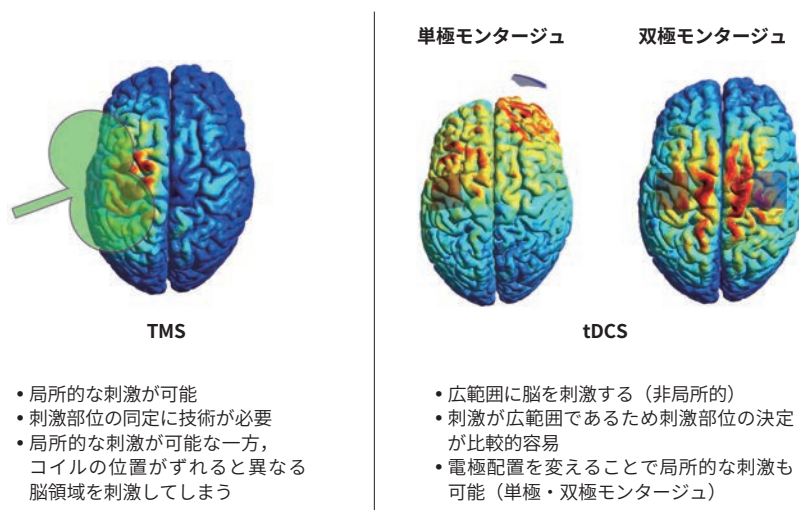 TMS
• 局所的な刺激が可能
• 刺激部位の同定に技術が必要
• 局所的な刺激が可能な一方，
コイルの位置がずれると異なる
脳領域を刺激してしまう
単極モンタージュ
双極モンタージュ
tDCS
• 広範囲に脳を刺激する（非局所的）
• 刺激が広範囲であるため刺激部位の決定
が比較的容易
• 電極配置を変えることで局所的な刺激も
可能（単極・双極モンタージュ）